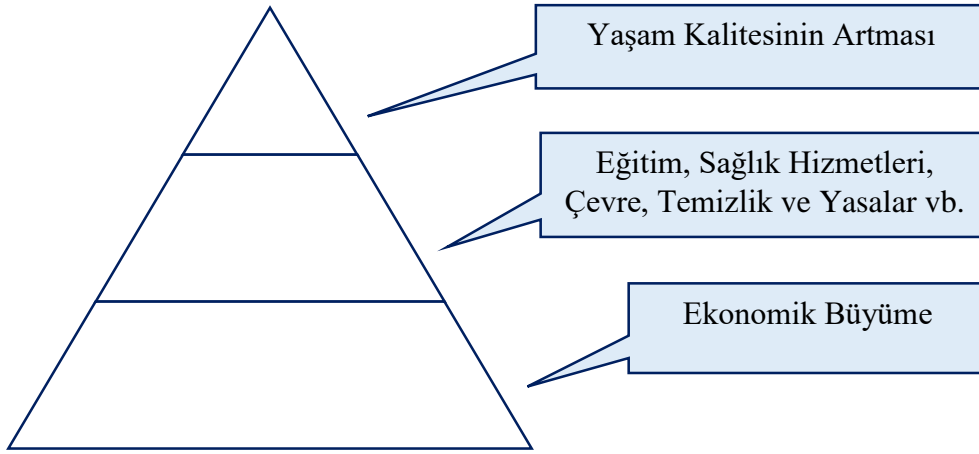 Yaşam Kalitesinin Artması
Eğitim, Sağlık Hizmetleri,
Çevre, Temizlik ve Yasalar vb.
Ekonomik Büyüme